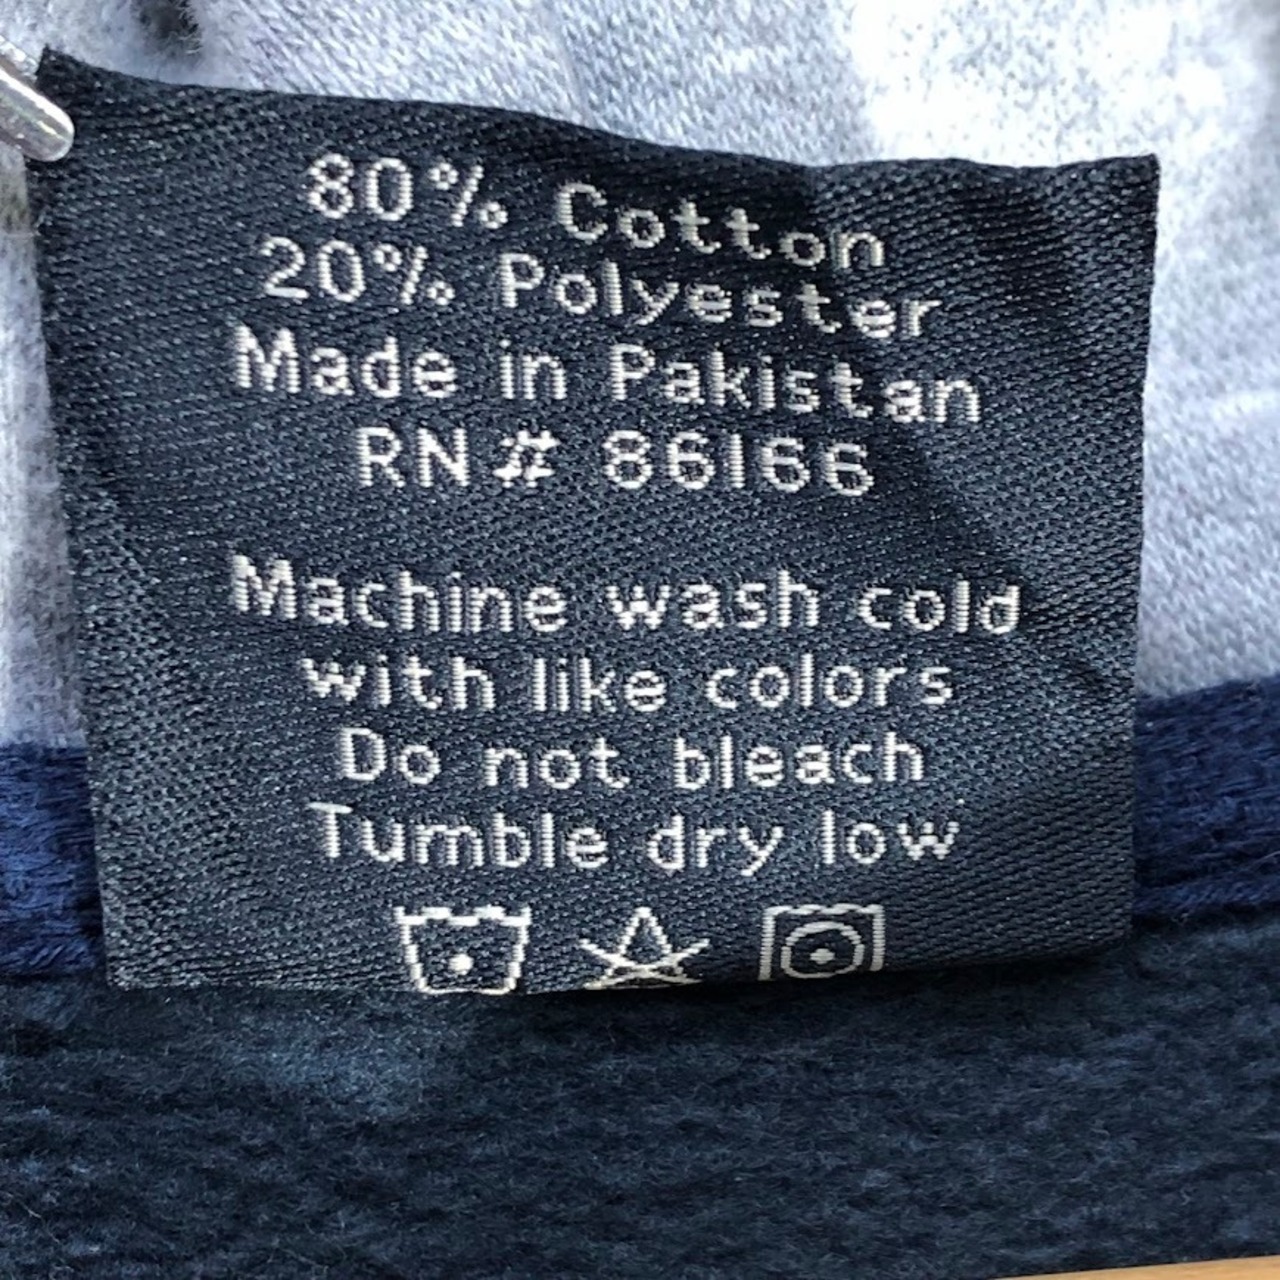 80% Cotton
20% Polyester
Made in Pakistan
RN# 86166
Machine wash cold
with like colors
Do not bleach
Tumble dry low